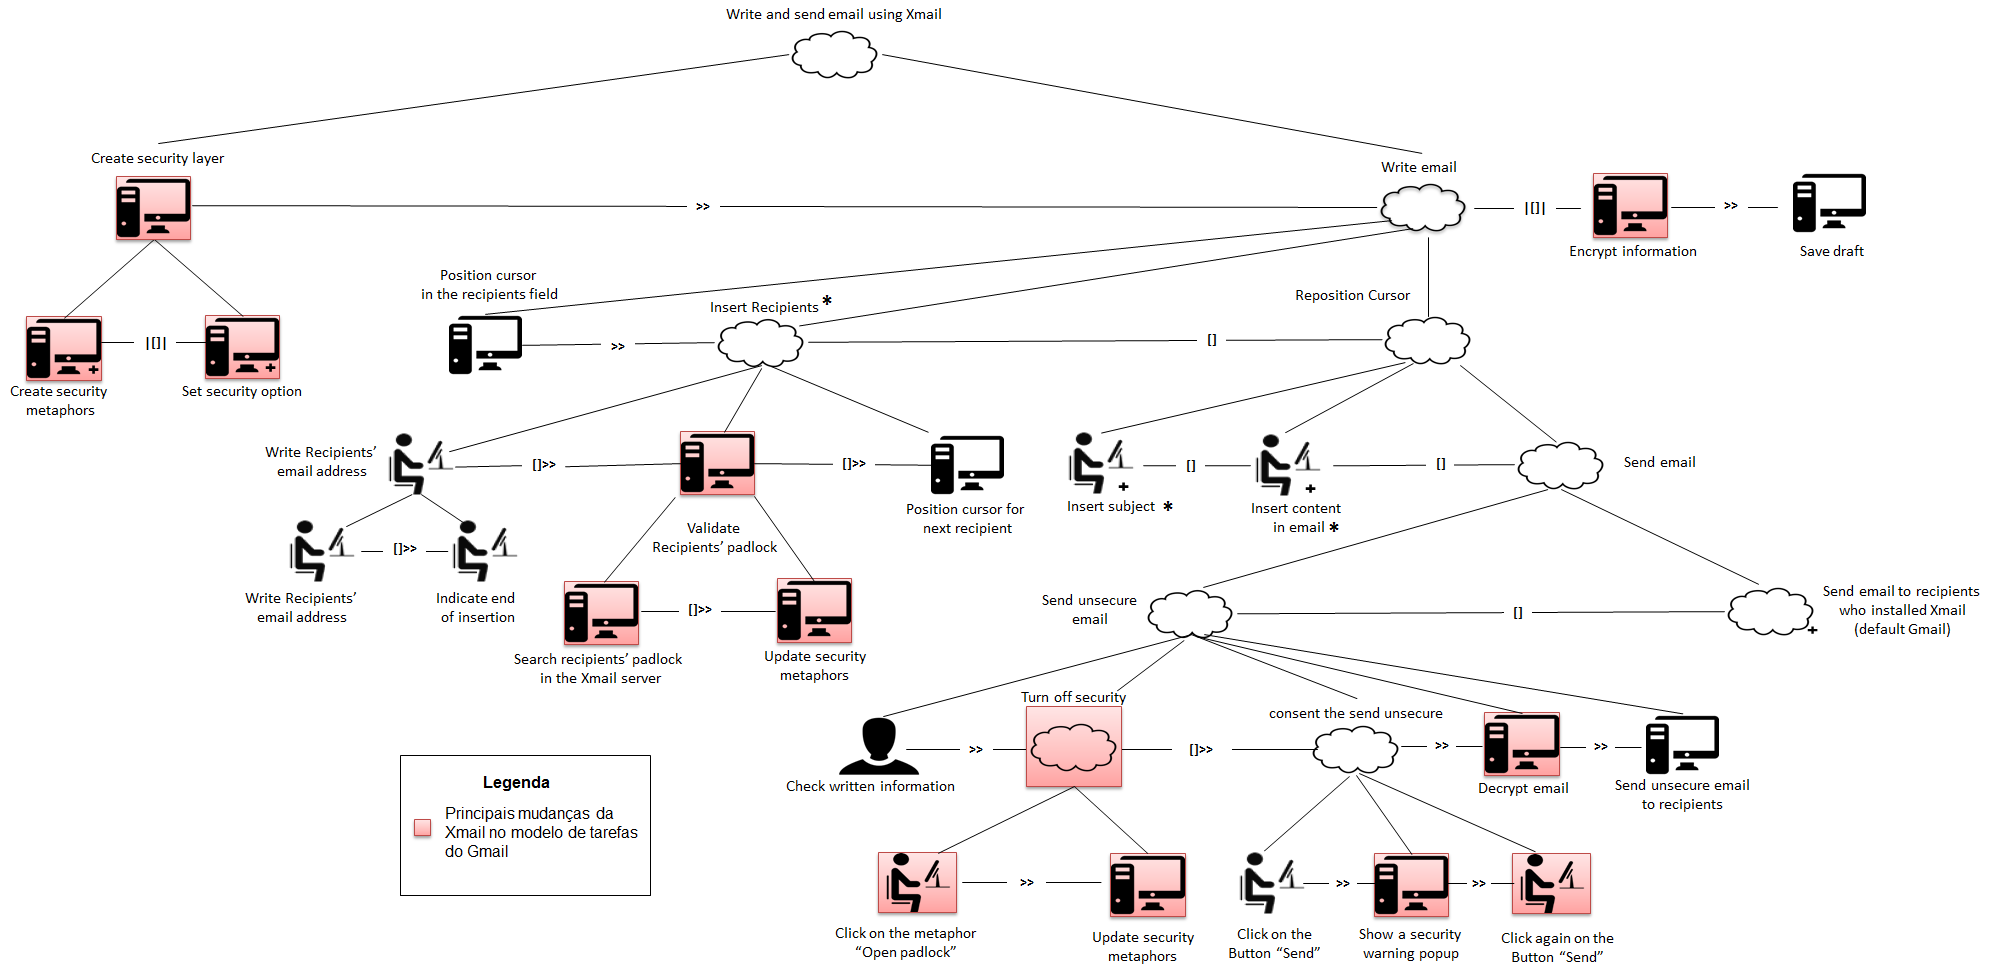 Write and send email using Xmail
Create security layer
Write email
>>
|[]|
>>
Encrypt information
Save draft
Position cursor
in the recipients field
Insert Recipients *
Reposition Cursor
|[]|
>>
[]
Create security
metaphors
Set security option
Write Recipients'
email address
[]>>
[]>>
[]
[]
Send email
Validate
Recipients' padlock
Position cursor for
next recipient
Insert subject *
Insert content
in email *
[]>>
Write Recipients'
email address
Indicate end
of insertion
[]>>
Search recipients' padlock
in the Xmail server
Update security
metaphors
Send unsecure
email
[]
Send email to recipients
who installed Xmail
(default Gmail)
Turn off security
consent the send unsecure
>>
[]>>
>>
>>
Check written information
Decrypt email
Send unsecure email
to recipients
Legenda
Principais mudanças da
Xmail no modelo de tarefas
do Gmail
>>
>>
>>
Click on the metaphor
“Open padlock”
Update security
metaphors
Click on the
Button “Send”
Show a security
warning popup
Click again on the
Button “Send”